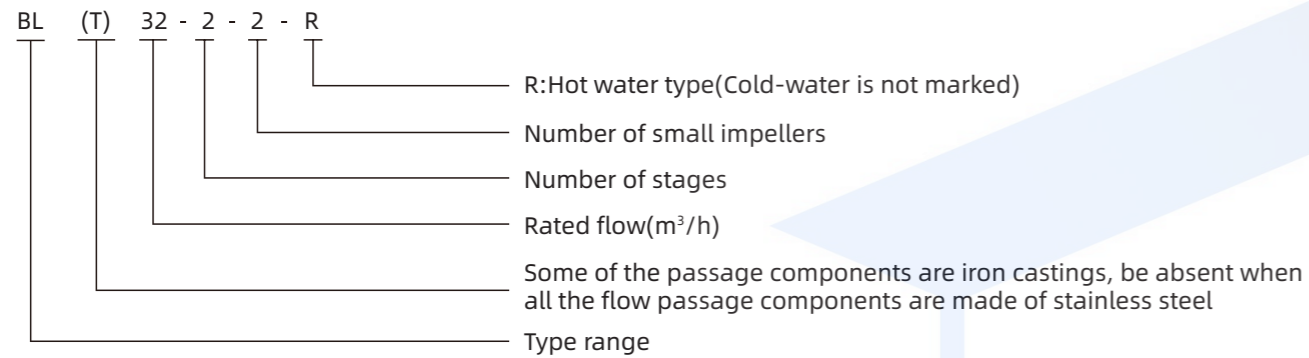 BL (T) 32 - 2 - 2 - R
R:Hot water type(Cold-water is not marked)
Number of small impellers
Number of stages
Rated flow(m³/h)
Some of the passage components are iron castings, be absent when
all the flow passage components are made of stainless steel
Type range